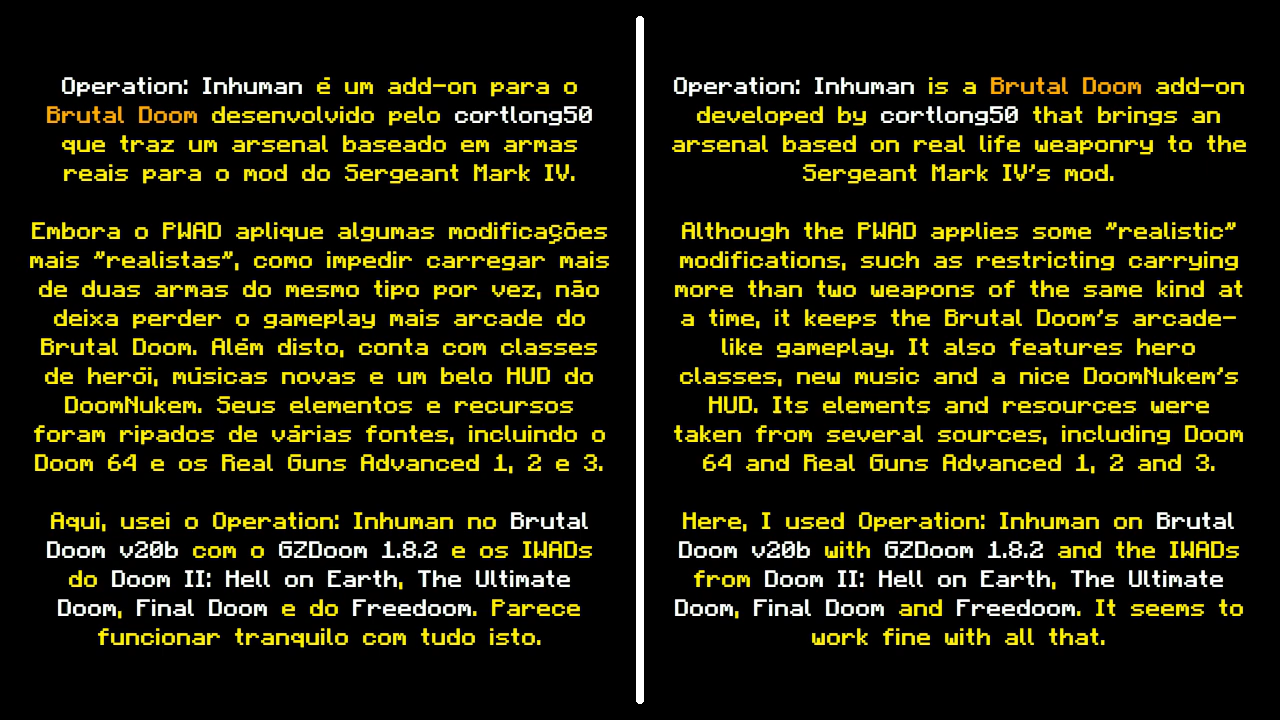 Operation: Inhuman é um add-on para o
Brutal Doom desenvolvido pelo cortlong50
que traz um arsenal baseado em armas
reais para o mod do Sergeant Mark IV.
Embora o PWAD aplique algumas modificações
mais "realistas", como impedir carregar mais
de duas armas do mesmo tipo por vez, não
deixa perder o gameplay mais arcade do
Brutal Doom. Além disto, conta com classes
de herói, músicas novas e um belo HUD do
DoomNukem. Seus elementos e recursos
foram ripados de várias fontes, incluindo o
Doom 64 e os Real Guns Advanced 1, 2 e 3.
Aqui, usei o Operation: Inhuman no Brutal
Doom v20b com o GZDoom 1.8.2 e os IWADs
do Doom II: Hell on Earth, The Ultimate
Doom, Final Doom e do Freedoom. Parece
funcionar tranquilo com tudo isto.
Operation: Inhuman is a Brutal Doom add-on
developed by cortlong50 that brings an
arsenal based on real life weaponry to the
Sergeant Mark IV's mod.
Although the PWAD applies some "realistic"
modifications, such as restricting carrying
more than two weapons of the same kind at
a time, it keeps the Brutal Doom's arcade-
like gameplay. It also features hero
classes, new music and a nice DoomNukem's
HUD. Its elements and resources were
taken from several sources, including Doom
64 and Real Guns Advanced 1, 2 and 3.
Here, I used Operation: Inhuman on Brutal
Doom v20b with GZDoom 1.8.2 and the IWADs
from Doom II: Hell on Earth, The Ultimate
Doom, Final Doom and Freedoom. It seems to
work fine with all that.